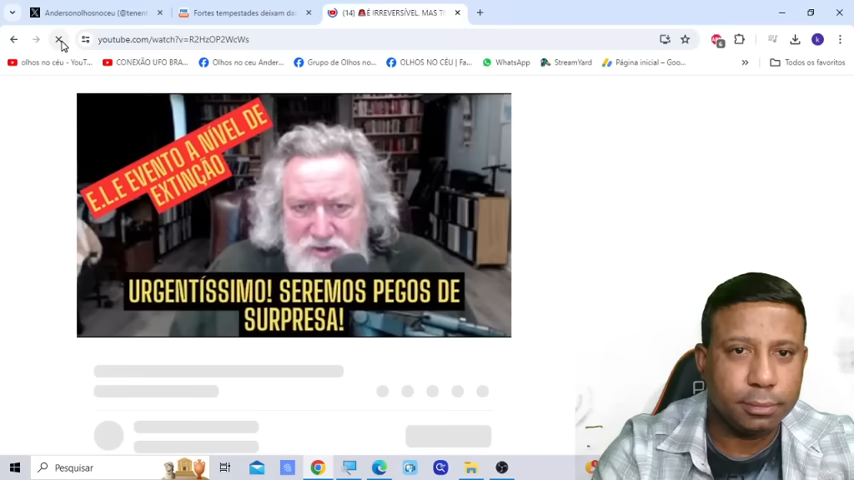 Andersonolhosnoceu (@tenent
Fortes tempestades deixam da
(14) 🚨É IRREVERSÍVEL. MAS T
youtube.com/watch?v=R2HzOP2WcWs
6
k
olhos no céu - YouT...
CONEXÃO UFO BRA...
Olhos no ceu Ander...
Grupo de Olhos no...
OLHOS NO CÉU | Fa...
WhatsApp
StreamYard
Página inicial – Goo...
Todos os favoritos
E.L.E EVENTO A NÍVEL DE
EXTINÇÃO
URGENTÍSSIMO! SEREMOS PEGOS DE
SURPRESA!
Pesquisar